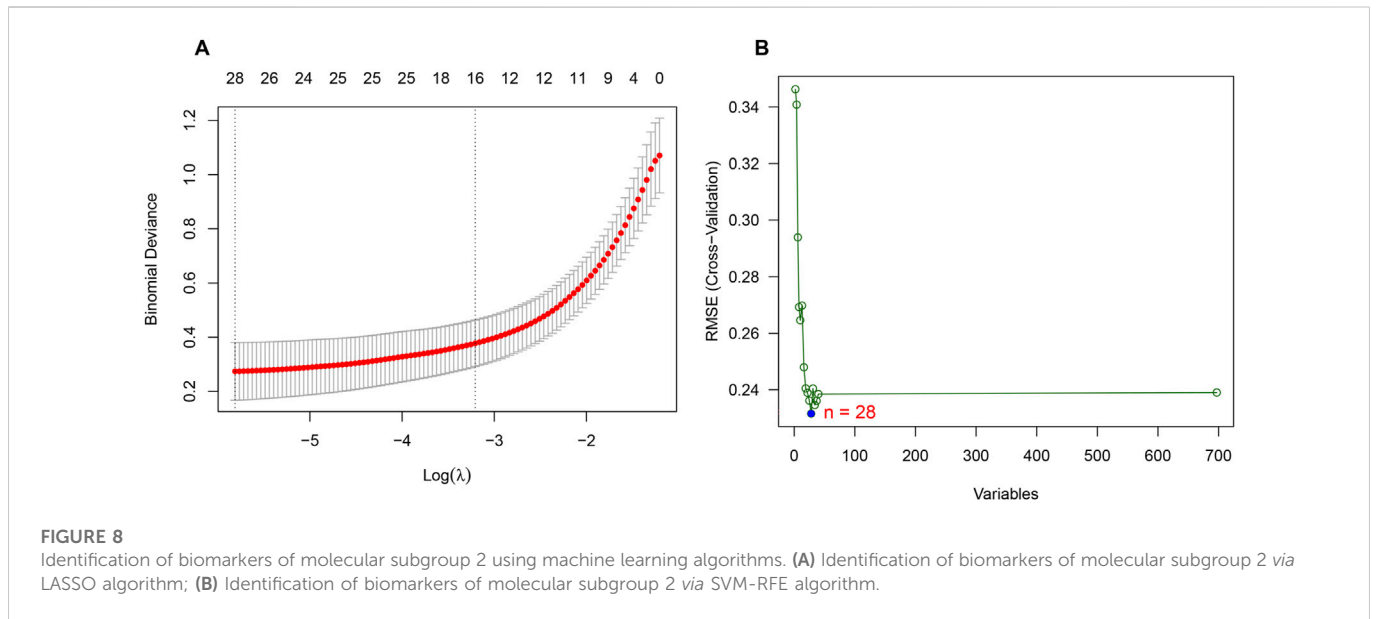 A
28 26 24 25 25 25 18 16 12 12 11 9 4 0
1.2
1.0
0.8
0.6
0.4
0.2
Binomial Deviance
−5 −4 −3 −2
Log(λ)
B
0.34
0.32
0.30
0.28
0.26
0.24
RMSE (Cross−Validation)
n = 28
0 100 200 300 400 500 600 700
Variables
FIGURE 8
Identification of biomarkers of molecular subgroup 2 using machine learning algorithms. (A) Identification of biomarkers of molecular subgroup 2 via
LASSO algorithm; (B) Identification of biomarkers of molecular subgroup 2 via SVM-RFE algorithm.